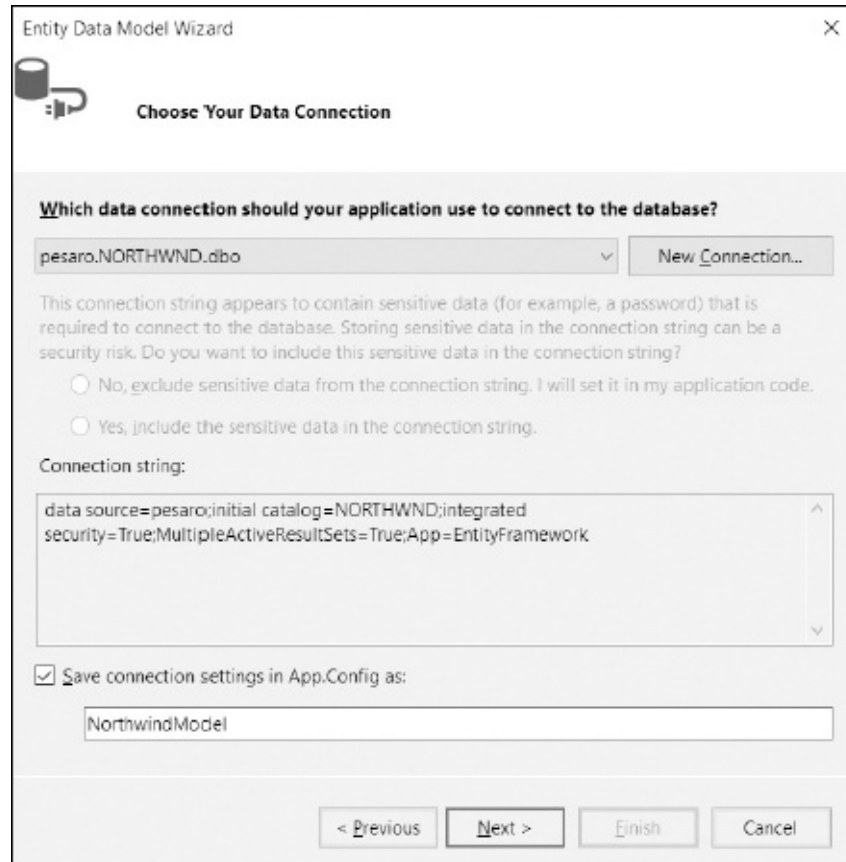 Entity Data Model Wizard
Choose Your Data Connection
Which data connection should your application use to connect to the database?
pesaro.NORTHWND.dbo
New Connection...
This connection string appears to contain sensitive data (for example, a password) that is
required to connect to the database. Storing sensitive data in the connection string can be a
security risk. Do you want to include this sensitive data in the connection string?
No, exclude sensitive data from the connection string. I will set it in my application code.
Yes, include the sensitive data in the connection string.
Connection string:
data source=pesaro;initial catalog=NORTHWND;integrated
security=True;MultipleActiveResultSets=True;App=EntityFramework
Save connection settings in App.Config as:
NorthwindModel
< Previous
Next >
Finish
Cancel